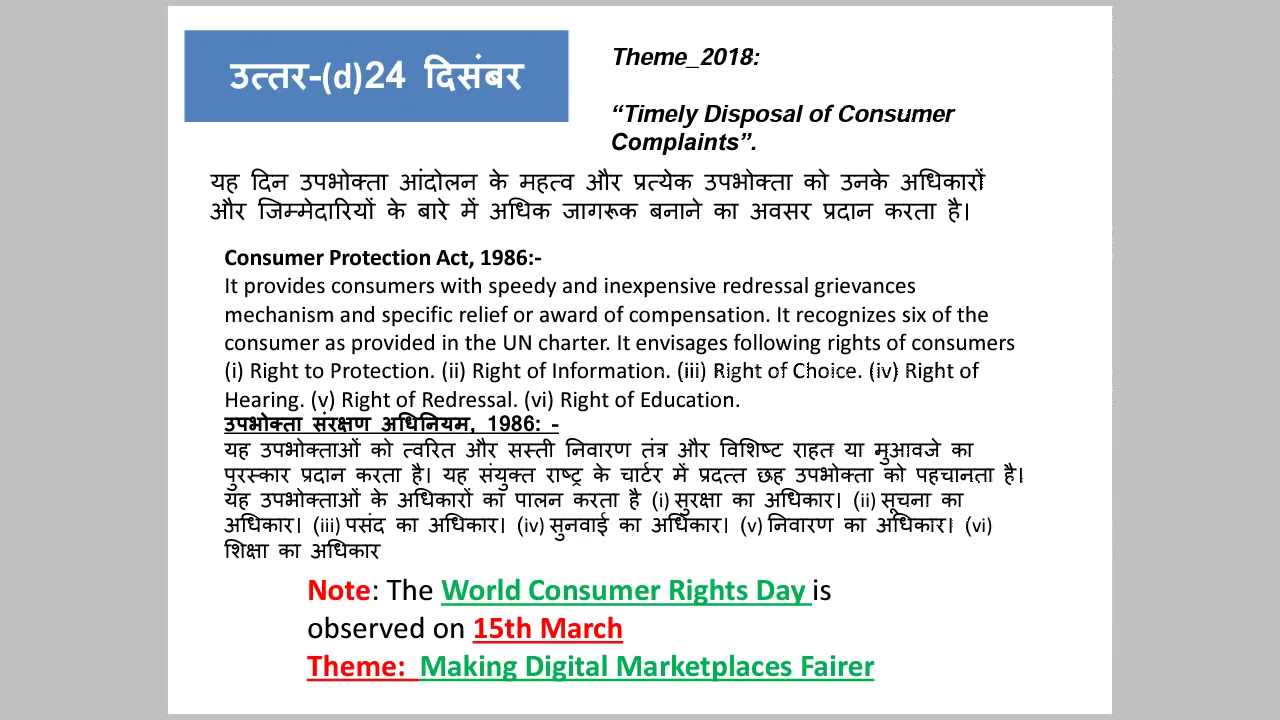 उत्तर-(d)24 दिसंबर
Theme_2018:
“Timely Disposal of Consumer
Complaints”.
यह दिन उपभोक्ता आंदोलन के महत्व और प्रत्येक उपभोक्ता को उनके अधिकारों
और जिम्मेदारियों के बारे में अधिक जागरूक बनाने का अवसर प्रदान करता है।
Consumer Protection Act, 1986:-
It provides consumers with speedy and inexpensive redressal grievances
mechanism and specific relief or award of compensation. It recognizes six of the
consumer as provided in the UN charter. It envisages following rights of consumers
(i) Right to Protection. (ii) Right of Information. (iii) Right of Choice. (iv) Right of
Hearing. (v) Right of Redressal. (vi) Right of Education.
उपभोक्ता संरक्षण अधिनियम, 1986: -
यह उपभोक्ताओं को त्वरित और सस्ती निवारण तंत्र और विशिष्ट राहत या मुआवजे का
पुरस्कार प्रदान करता है। यह संयुक्त राष्ट्र के चार्टर में प्रदत्त छह उपभोक्ता को पहचानता है।
यह उपभोक्ताओं के अधिकारों का पालन करता है (i) सुरक्षा का अधिकार। (ii) सूचना का
अधिकार। (iii) पसंद का अधिकार। (iv) सुनवाई का अधिकार। (v) निवारण का अधिकार। (vi)
शिक्षा का अधिकार
Note: The World Consumer Rights Day is
observed on 15th March
Theme: Making Digital Marketplaces Fairer